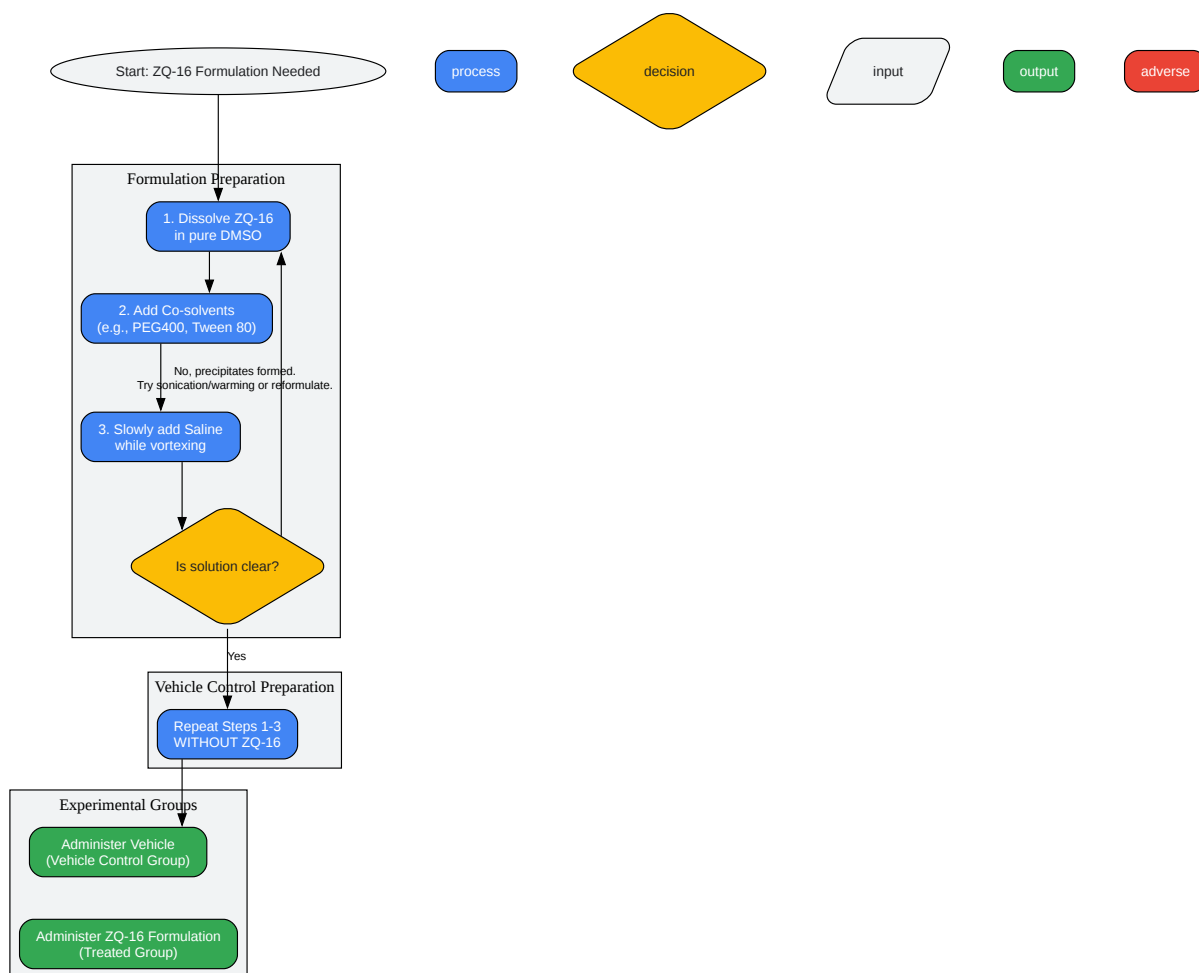 Start: ZQ-16 Formulation Needed
process
decision
input
output
adverse
Formulation Preparation
1. Dissolve ZQ-16
in pure DMSO
2. Add Co-solvents
(e.g., PEG400, Tween 80)
No, precipitates formed.
Try sonication/warming or reformulate.
3. Slowly add Saline
while vortexing
Is solution clear?
Yes
Vehicle Control Preparation
Repeat Steps 1-3
WITHOUT ZQ-16
Experimental Groups
Administer Vehicle
(Vehicle Control Group)
Administer ZQ-16 Formulation
(Treated Group)